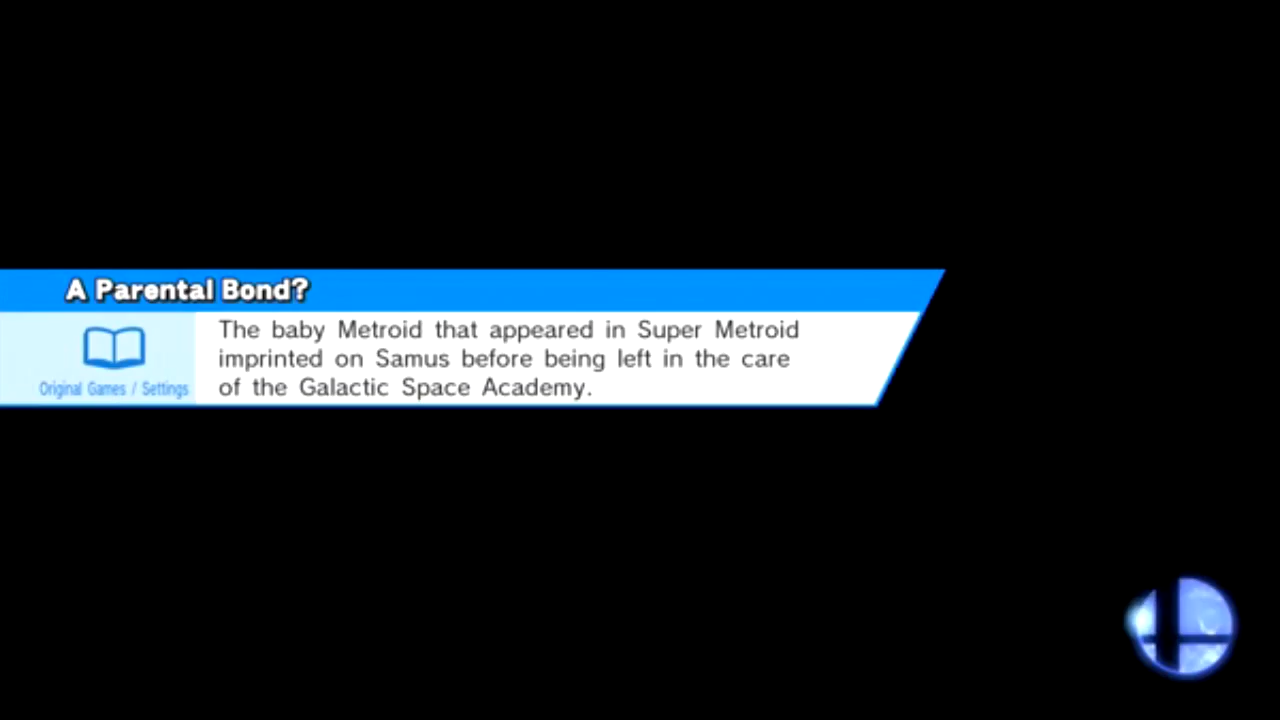 A Parental Bond?
The baby Metroid that appeared in Super Metroid
imprinted on Samus before being left in the care
of the Galactic Space Academy.
Original Games / Settings